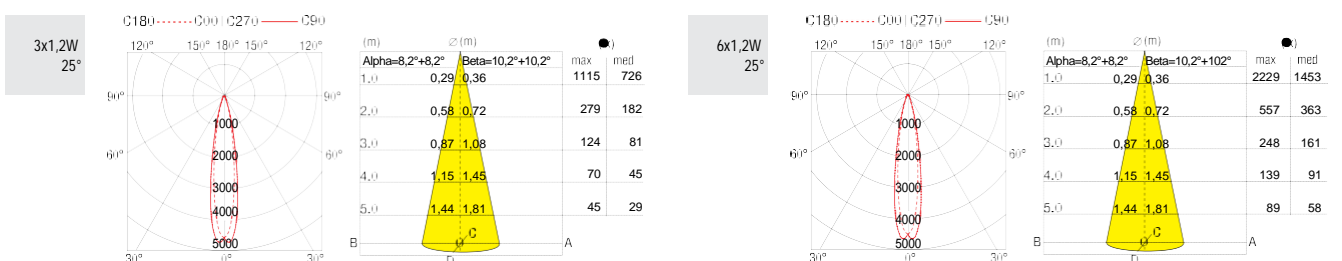 3x1,2W
25°
C180 C00 | C270 C90
120° 150° 180° 150° 120°
90° 90°
60° 60°
30° 0° 30°
1000
2000
3000
4000
5000
(m) ∅(m)
Alpha=8,2°+8,2° Beta=10,2°+10,2° max med
1.0 0,29 0,36 1115 726
2.0 0,58 0,72 279 182
3.0 0,87 1,08 124 81
4.0 1,15 1,45 70 45
5.0 1,44 1,81 45 29
B C A
D
6x1,2W
25°
C180 C00 | C270 C90
120° 150° 180° 150° 120°
90° 90°
60° 60°
30° 0° 30°
1000
2000
3000
4000
5000
(m) ∅(m)
Alpha=8,2°+8,2° Beta=10,2°+102° max med
1.0 0,29 0,36 2229 1453
2.0 0,58 0,72 557 363
3.0 0,87 1,08 248 161
4.0 1,15 1,45 139 91
5.0 1,44 1,81 89 58
B C A
D